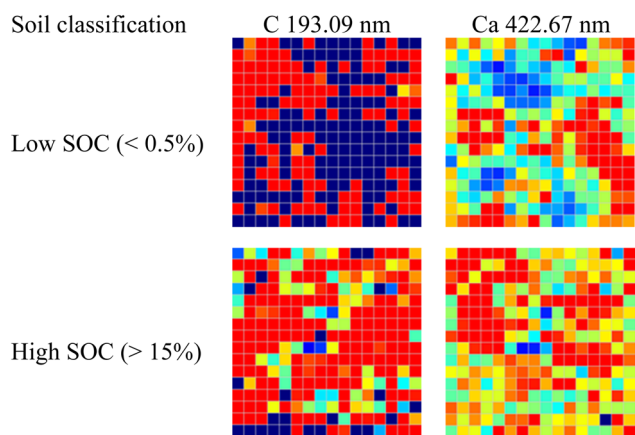 Soil classification C 193.09 nm Ca 422.67 nm
Low SOC (< 0.5%)
High SOC (> 15%)